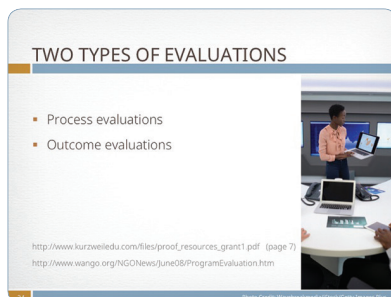 TWO TYPES OF EVALUATIONS
Process evaluations
Outcome evaluations
http://www.kurzweiledu.com/files/proof_resources_grant1.pdf (page 7)
http://www.wango.org/NGONews/June08/ProgramEvaluation.htm